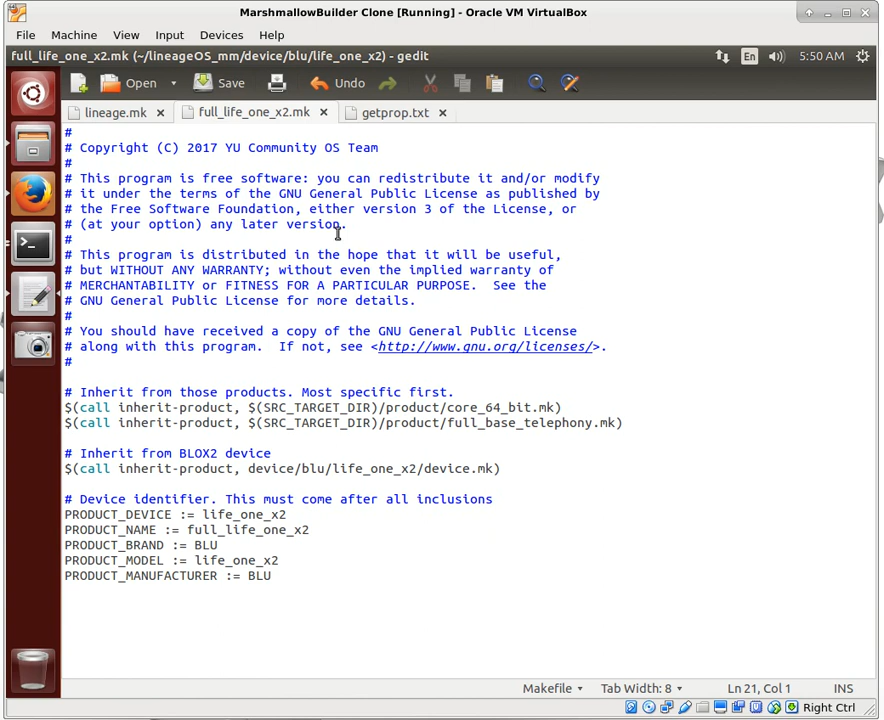 MarshmallowBuilder Clone [Running] - Oracle VM VirtualBox
File Machine View Input Devices Help
full_life_one_x2.mk (~/lineageOS_mm/device/blu/life_one_x2) - gedit En 5:50 AM
Open Save Undo
lineage.mk full_life_one_x2.mk getprop.txt
#
# Copyright (C) 2017 YU Community OS Team
#
# This program is free software: you can redistribute it and/or modify
# it under the terms of the GNU General Public License as published by
# the Free Software Foundation, either version 3 of the License, or
# (at your option) any later version.
#
# This program is distributed in the hope that it will be useful,
# but WITHOUT ANY WARRANTY; without even the implied warranty of
# MERCHANTABILITY or FITNESS FOR A PARTICULAR PURPOSE.  See the
# GNU General Public License for more details.
#
# You should have received a copy of the GNU General Public License
# along with this program.  If not, see <http://www.gnu.org/licenses/>.
#
# Inherit from those products. Most specific first.
$(call inherit-product, $(SRC_TARGET_DIR)/product/core_64_bit.mk)
$(call inherit-product, $(SRC_TARGET_DIR)/product/full_base_telephony.mk)
# Inherit from BLOX2 device
$(call inherit-product, device/blu/life_one_x2/device.mk)
# Device identifier. This must come after all inclusions
PRODUCT_DEVICE := life_one_x2
PRODUCT_NAME := full_life_one_x2
PRODUCT_BRAND := BLU
PRODUCT_MODEL := life_one_x2
PRODUCT_MANUFACTURER := BLU
Makefile Tab Width: 8 Ln 21, Col 1 INS
Right Ctrl